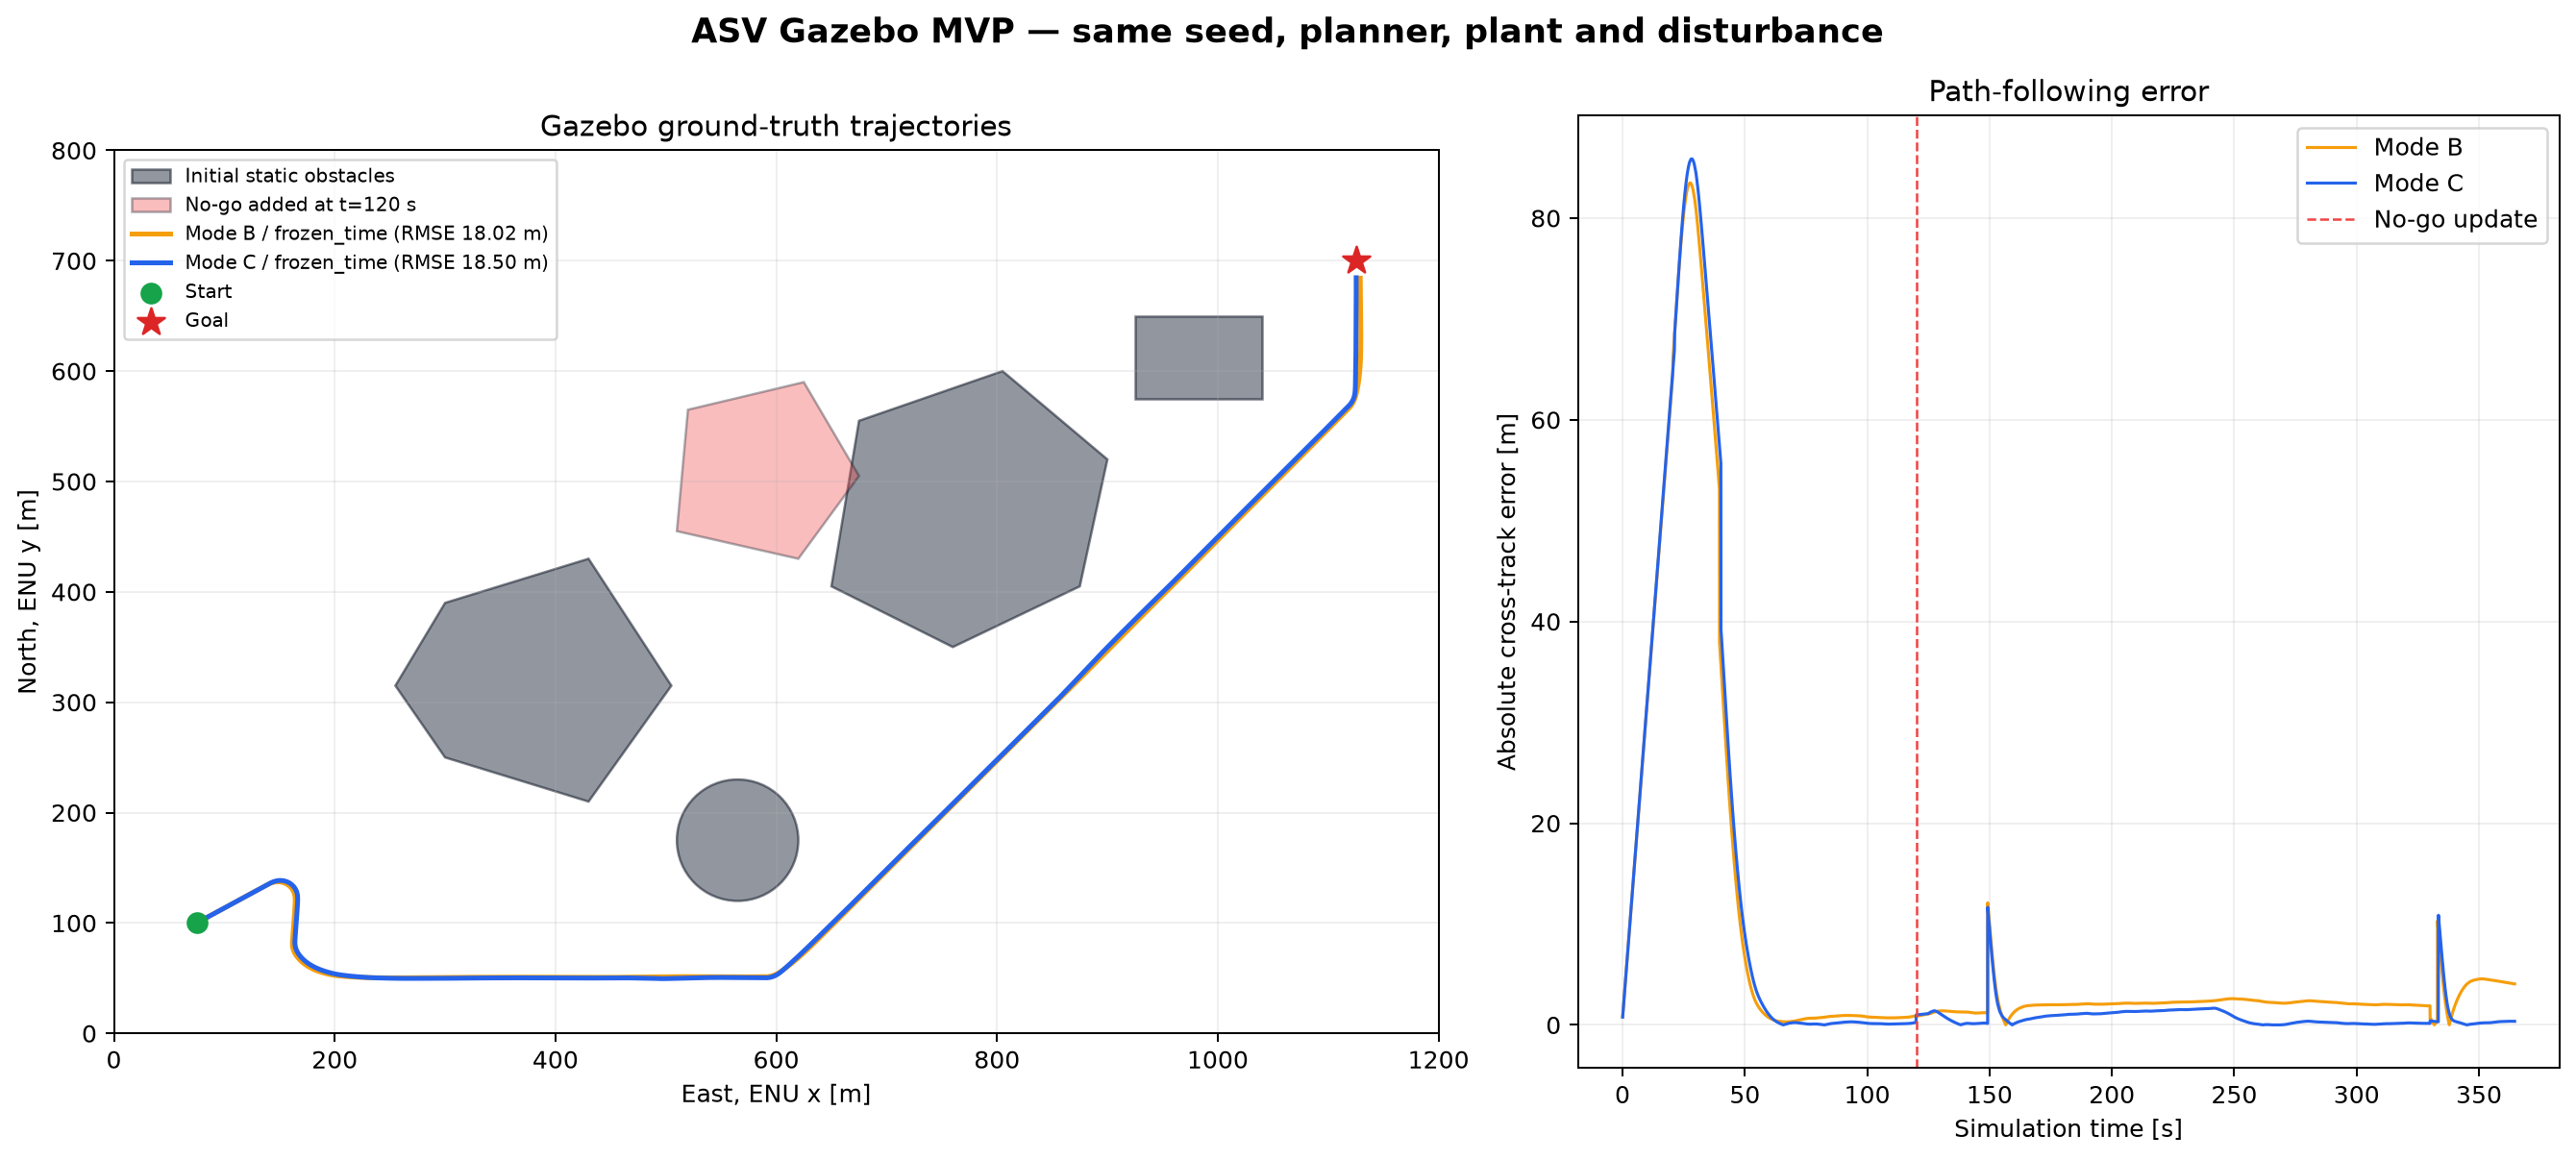 ASV Gazebo MVP — same seed, planner, plant and disturbance
Gazebo ground-truth trajectories
Initial static obstacles
No-go added at t=120 s
Mode B / frozen_time (RMSE 18.02 m)
Mode C / frozen_time (RMSE 18.50 m)
Start
Goal
800
700
600
500
400
300
200
100
0
North, ENU y [m]
0 200 400 600 800 1000 1200
East, ENU x [m]
Path-following error
Mode B
Mode C
No-go update
80
60
40
20
0
Absolute cross-track error [m]
0 50 100 150 200 250 300 350
Simulation time [s]